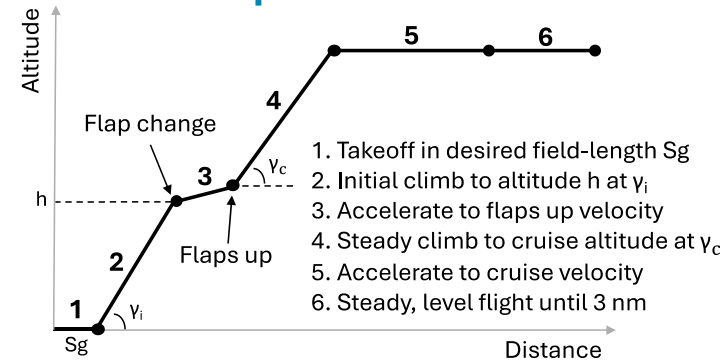 Altitude
5
6
4
Flap change
3
γc
1. Takeoff in desired field-length Sg
2. Initial climb to altitude h at γi
h
3. Accelerate to flaps up velocity
4. Steady climb to cruise altitude at γc
Flaps up
2
5. Accelerate to cruise velocity
6. Steady, level flight until 3 nm
1
γi
Sg
Distance